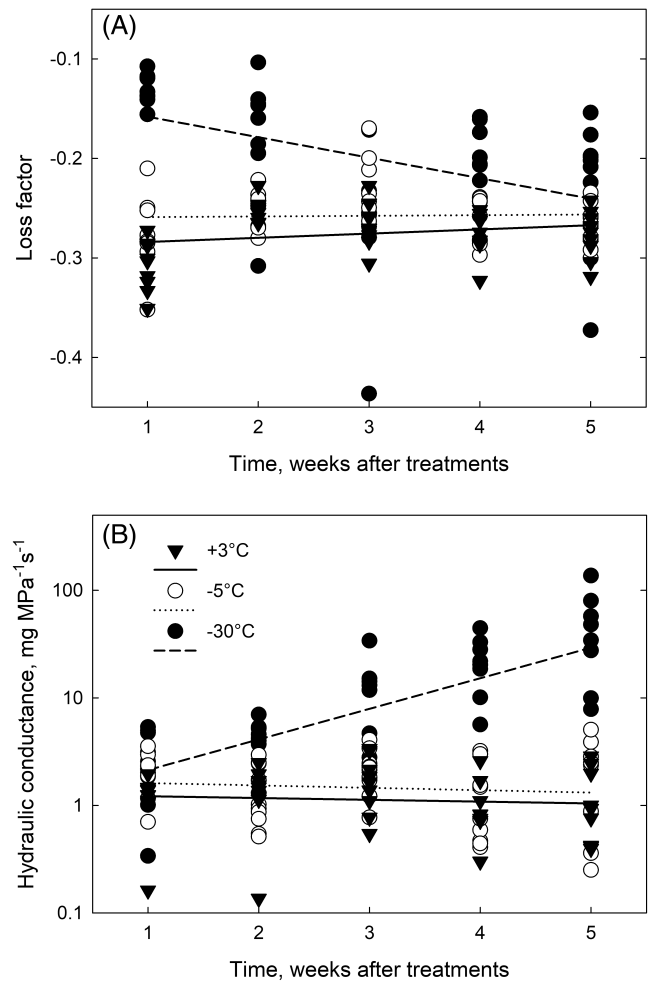 (A)
-0.1
-0.2
-0.3
-0.4
Loss factor
1 2 3 4 5
Time, weeks after treatments
(B)
+3°C
-5°C
-30°C
100
10
1
0.1
Hydraulic conductance, mg MPa⁻¹s⁻¹
1 2 3 4 5
Time, weeks after treatments